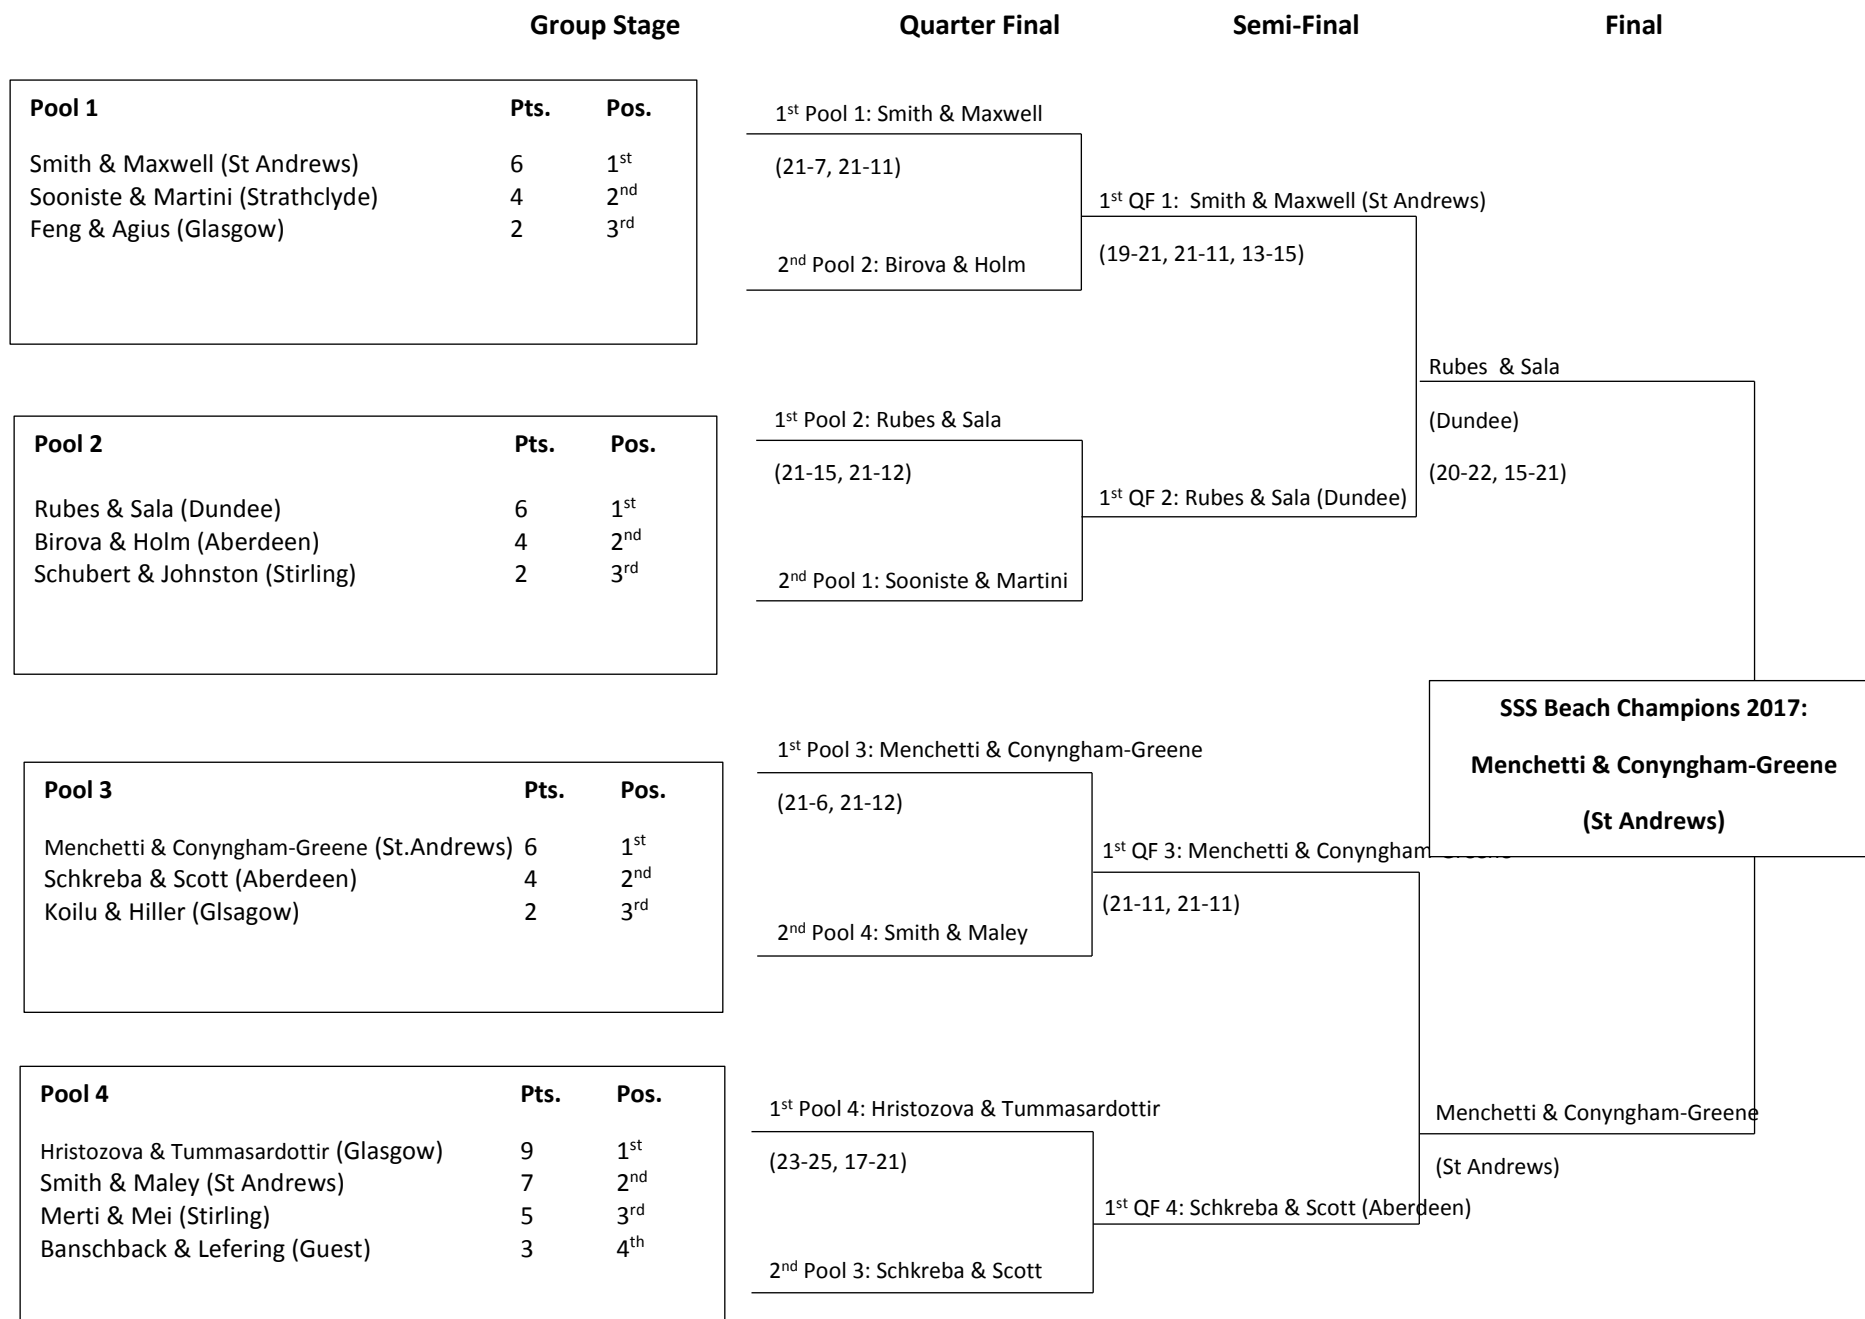 Group Stage Quarter Final Semi-Final Final
Pool 1 Pts. Pos.
Smith & Maxwell (St Andrews) 6 1st
Sooniste & Martini (Strathclyde) 4 2nd
Feng & Agius (Glasgow) 2 3rd
Pool 2 Pts. Pos.
Rubes & Sala (Dundee) 6 1st
Birova & Holm (Aberdeen) 4 2nd
Schubert & Johnston (Stirling) 2 3rd
Pool 3 Pts. Pos.
Menchetti & Conyngham-Greene (St.Andrews) 6 1st
Schkreba & Scott (Aberdeen) 4 2nd
Koilu & Hiller (Glsagow) 2 3rd
Pool 4 Pts. Pos.
Hristozova & Tummasardottir (Glasgow) 9 1st
Smith & Maley (St Andrews) 7 2nd
Merti & Mei (Stirling) 5 3rd
Banschback & Lefering (Guest) 3 4th
1st Pool 1: Smith & Maxwell
(21-7, 21-11)
2nd Pool 2: Birova & Holm
1st Pool 2: Rubes & Sala
(21-15, 21-12)
2nd Pool 1: Sooniste & Martini
1st Pool 3: Menchetti & Conyngham-Greene
(21-6, 21-12)
2nd Pool 4: Smith & Maley
1st Pool 4: Hristozova & Tummasardottir
(23-25, 17-21)
2nd Pool 3: Schkreba & Scott
1st QF 1: Smith & Maxwell (St Andrews)
(19-21, 21-11, 13-15)
1st QF 2: Rubes & Sala (Dundee)
1st QF 3: Menchetti & Conyngham-Greene
(21-11, 21-11)
1st QF 4: Schkreba & Scott (Aberdeen)
Rubes & Sala
(Dundee)
(20-22, 15-21)
SSS Beach Champions 2017:
Menchetti & Conyngham-Greene
(St Andrews)
Menchetti & Conyngham-Greene
(St Andrews)